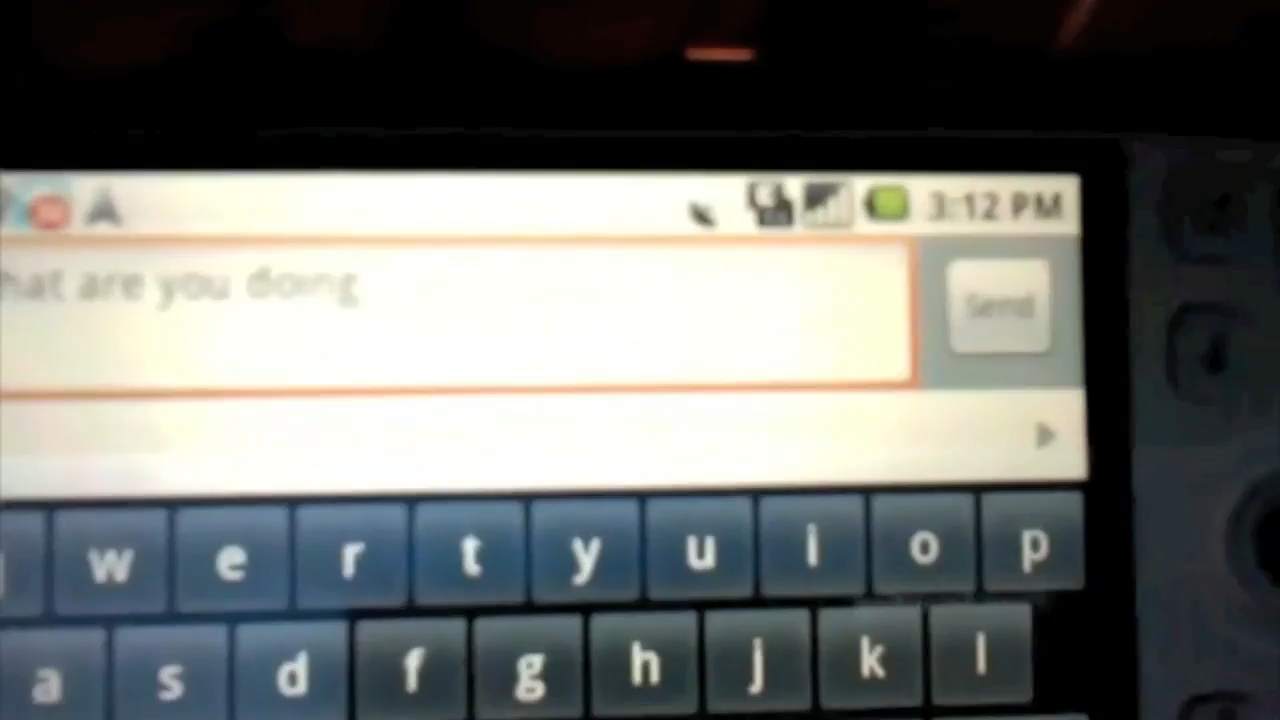 3:12 PM
hat are you doing
Send
w e r t y u i o p
a s d f g h j k l